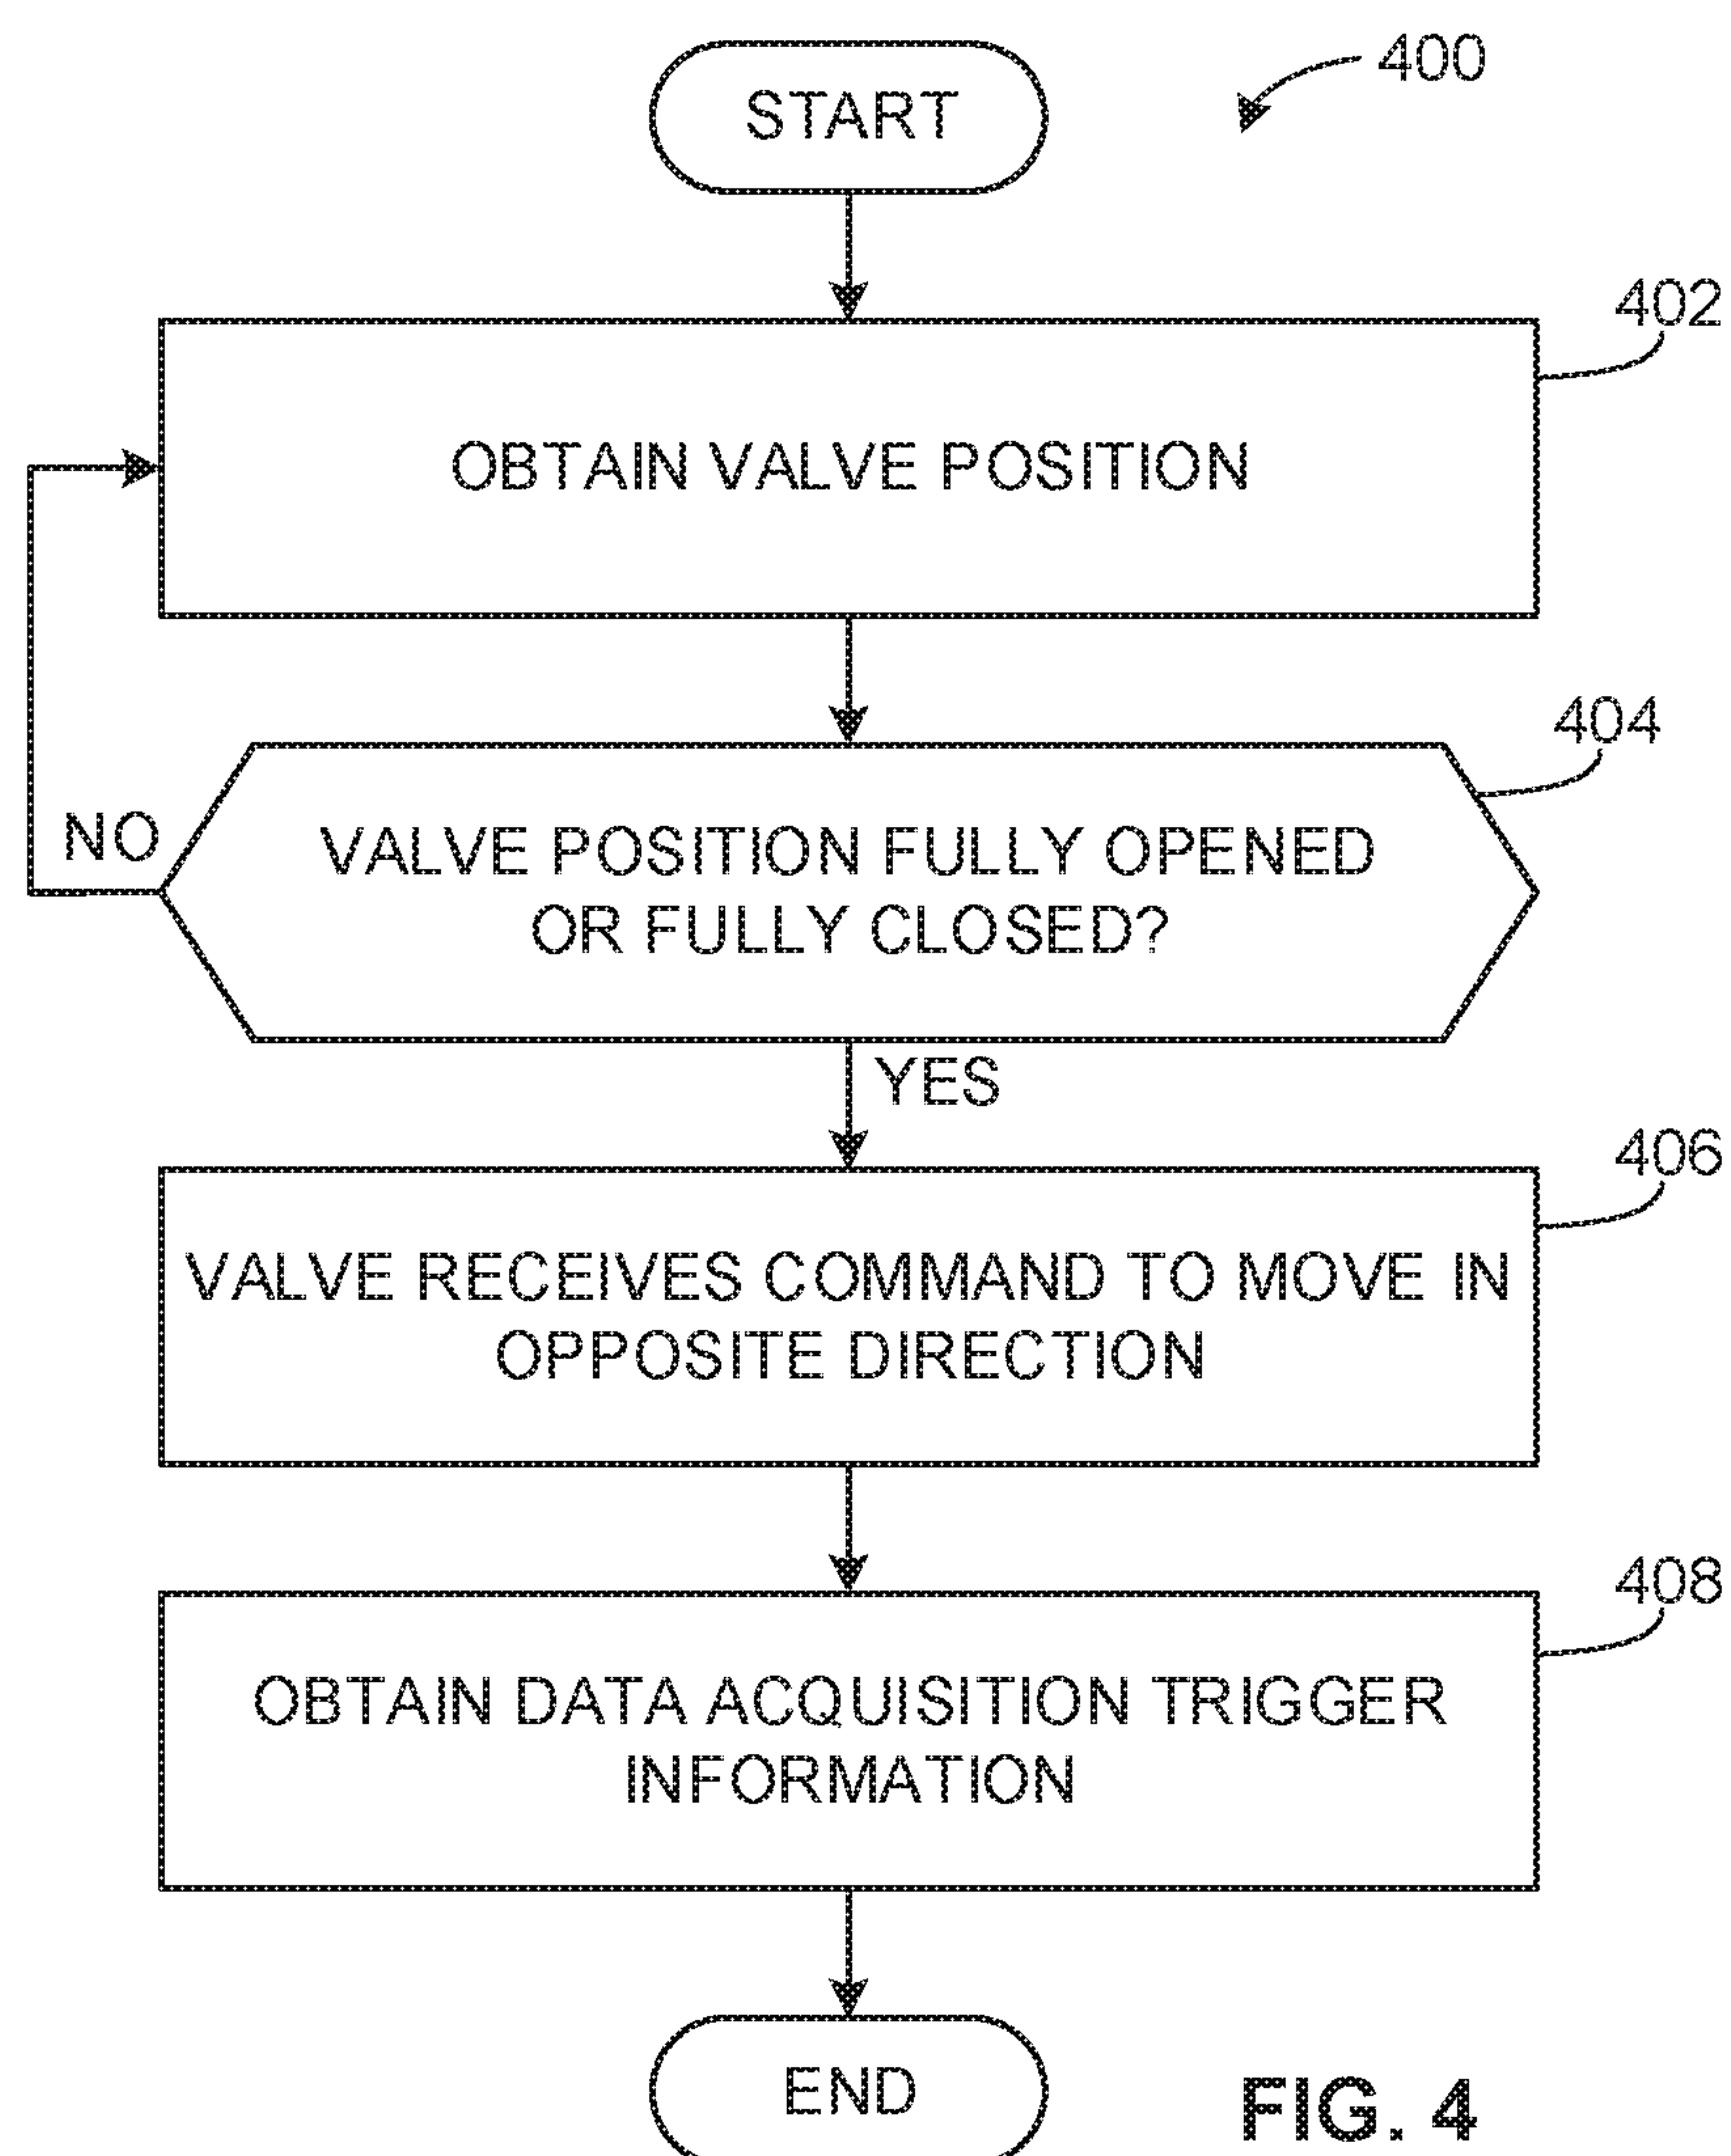 START
400
402
OBTAIN VALVE POSITION
404
NO
VALVE POSITION FULLY OPENED
OR FULLY CLOSED?
YES
406
VALVE RECEIVES COMMAND TO MOVE IN
OPPOSITE DIRECTION
408
OBTAIN DATA ACQUISITION TRIGGER
INFORMATION
END
FIG. 4